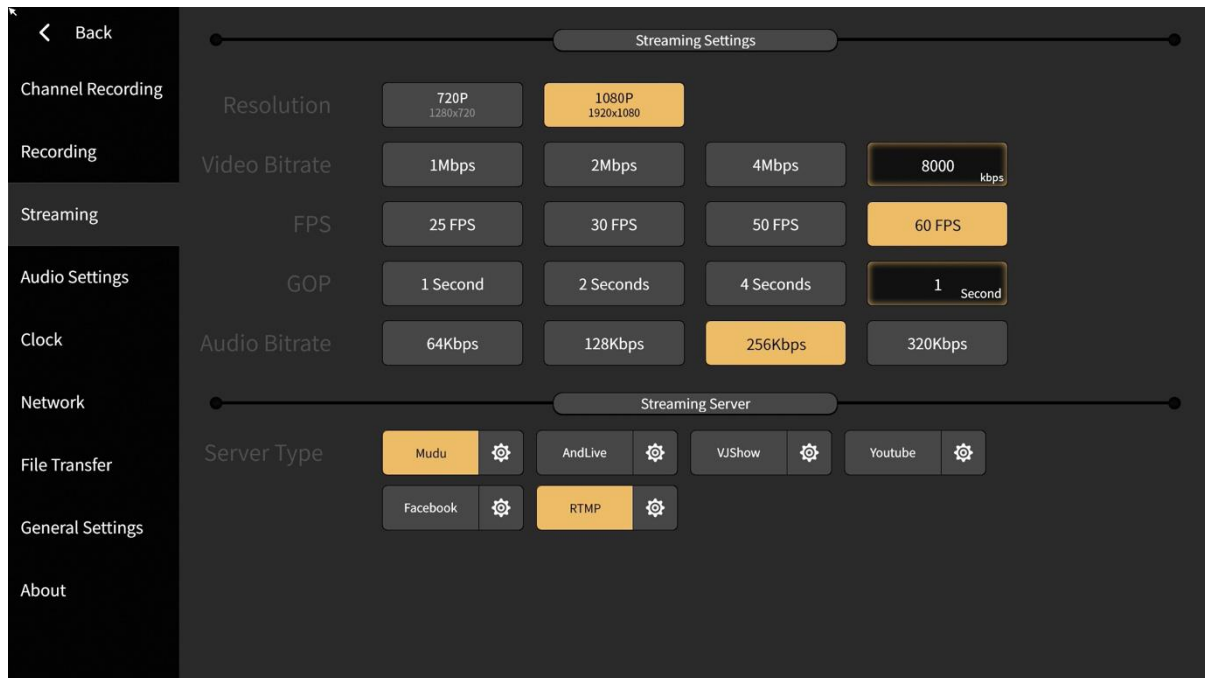 Back
Channel Recording
Recording
Streaming
Audio Settings
Clock
Network
File Transfer
General Settings
About
Streaming Settings
Resolution
720P
1280x720
1080P
1920x1080
Video Bitrate
1Mbps
2Mbps
4Mbps
8000
kbps
FPS
25 FPS
30 FPS
50 FPS
60 FPS
GOP
1 Second
2 Seconds
4 Seconds
1
Second
Audio Bitrate
64Kbps
128Kbps
256Kbps
320Kbps
Streaming Server
Server Type
Mudu
AndLive
VJShow
Youtube
Facebook
RTMP